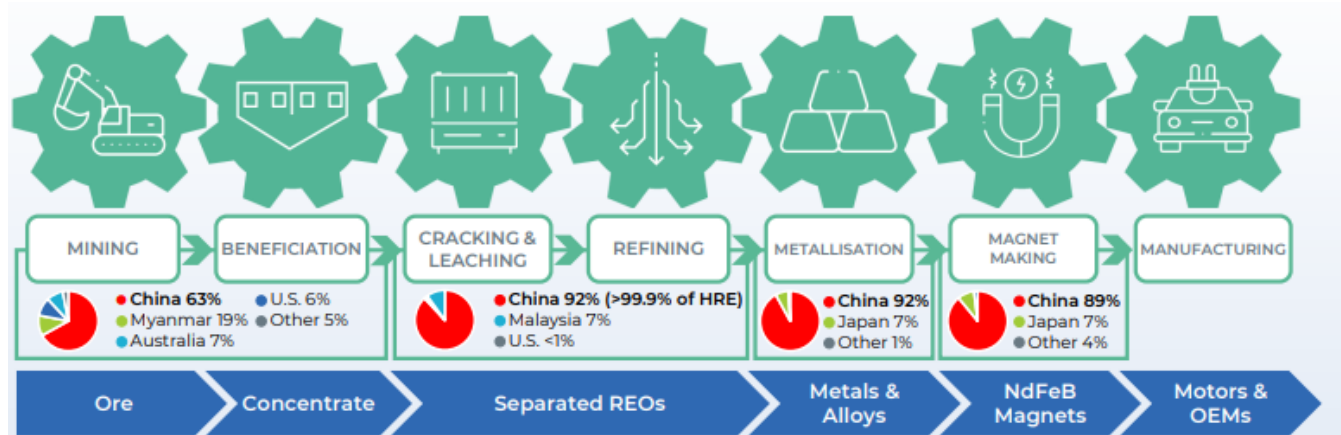 MINING
BENEFICIATION
CRACKING &
LEACHING
REFINING
METALLISATION
MAGNET
MAKING
MANUFACTURING
China 63%
U.S. 6%
Myanmar 19%
Other 5%
Australia 7%
China 92% (>99.9% of HRE)
Malaysia 7%
U.S. <1%
China 92%
Japan 7%
Other 1%
China 89%
Japan 7%
Other 4%
Ore
Concentrate
Separated REOs
Metals &
Alloys
NdFeB
Magnets
Motors &
OEMs